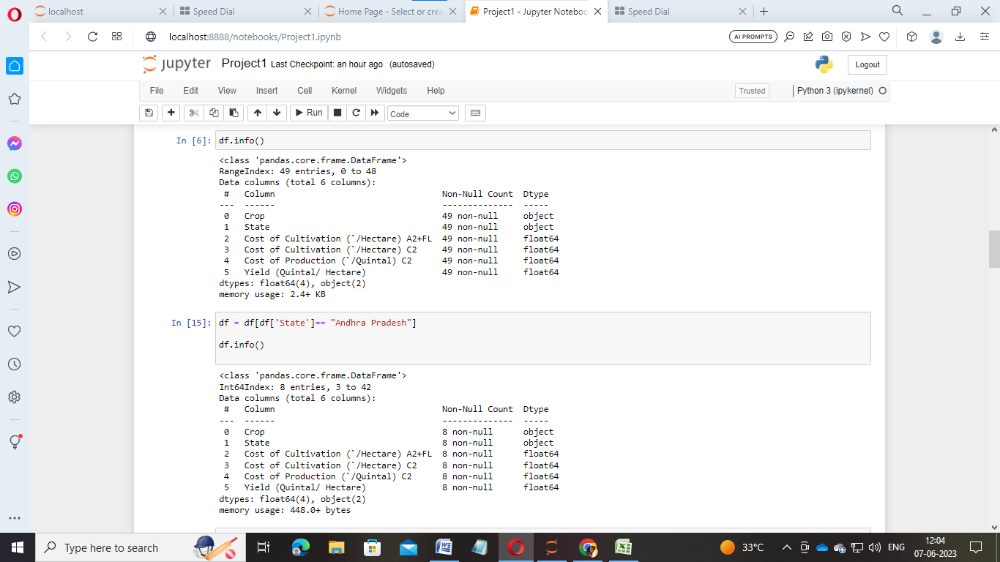 localhost
Speed Dial
Home Page - Select or crea
Project1 - Jupyter Noteboo
Speed Dial
localhost:8888/notebooks/Project1.ipynb
AI PROMPTS
jupyter Project1 Last Checkpoint: an hour ago (autosaved)
Logout
File Edit View Insert Cell Kernel Widgets Help
Trusted
Python 3 (ipykernel)
Run
Code
In [6]: df.info()
<class 'pandas.core.frame.DataFrame'>
RangeIndex: 49 entries, 0 to 48
Data columns (total 6 columns):
 #   Column                                 Non-Null Count  Dtype
---  ------                                 --------------  -----
 0   Crop                                   49 non-null     object
 1   State                                  49 non-null     object
 2   Cost of Cultivation (`/Hectare) A2+FL  49 non-null     float64
 3   Cost of Cultivation (`/Hectare) C2     49 non-null     float64
 4   Cost of Production (`/Quintal) C2      49 non-null     float64
 5   Yield (Quintal/ Hectare)               49 non-null     float64
dtypes: float64(4), object(2)
memory usage: 2.4+ KB
In [15]: df = df[df['State']== "Andhra Pradesh"]
df.info()
<class 'pandas.core.frame.DataFrame'>
Int64Index: 8 entries, 3 to 42
Data columns (total 6 columns):
 #   Column                                 Non-Null Count  Dtype
---  ------                                 --------------  -----
 0   Crop                                   8 non-null      object
 1   State                                  8 non-null      object
 2   Cost of Cultivation (`/Hectare) A2+FL  8 non-null      float64
 3   Cost of Cultivation (`/Hectare) C2     8 non-null      float64
 4   Cost of Production (`/Quintal) C2      8 non-null      float64
 5   Yield (Quintal/ Hectare)               8 non-null      float64
dtypes: float64(4), object(2)
memory usage: 448.0+ bytes
Type here to search
33°C
ENG
12:04
07-06-2023